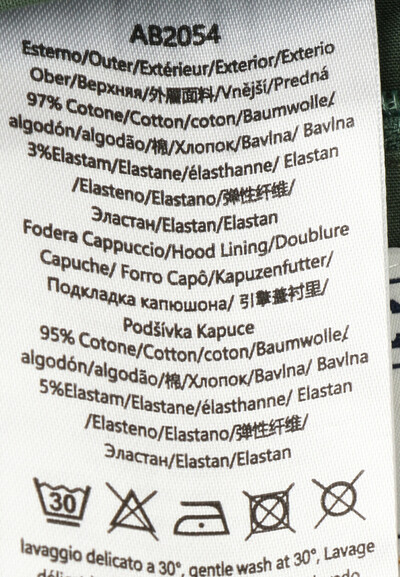 AB2054
Esterno/Outer/Extérieur/Exterior/Exterio
Ober/Верхняя/外層面料/Vnější/Predná
97% Cotone/Cotton/coton/Baumwolle/
algodón/algodão/棉/Хлопок/Bavlna/ Bavlna
3%Elastam/Elastane/élasthanne/ Elastan
/Elasteno/Elastano/弹性纤维/
Эластан/Elastan/Elastan
Fodera Cappuccio/Hood Lining/Doublure
Capuche/ Forro Capô/Kapuzenfutter/
Подкладка капюшона/ 引擎蓋衬里/
Podšívka Kapuce
95% Cotone/Cotton/coton/Baumwolle/
algodón/algodão/棉/Хлопок/Bavlna/ Bavlna
5%Elastam/Elastane/élasthanne/ Elastan
/Elasteno/Elastano/弹性纤维/
Эластан/Elastan/Elastan
30
lavaggio delicato a 30°, gentle wash at 30°, Lavage